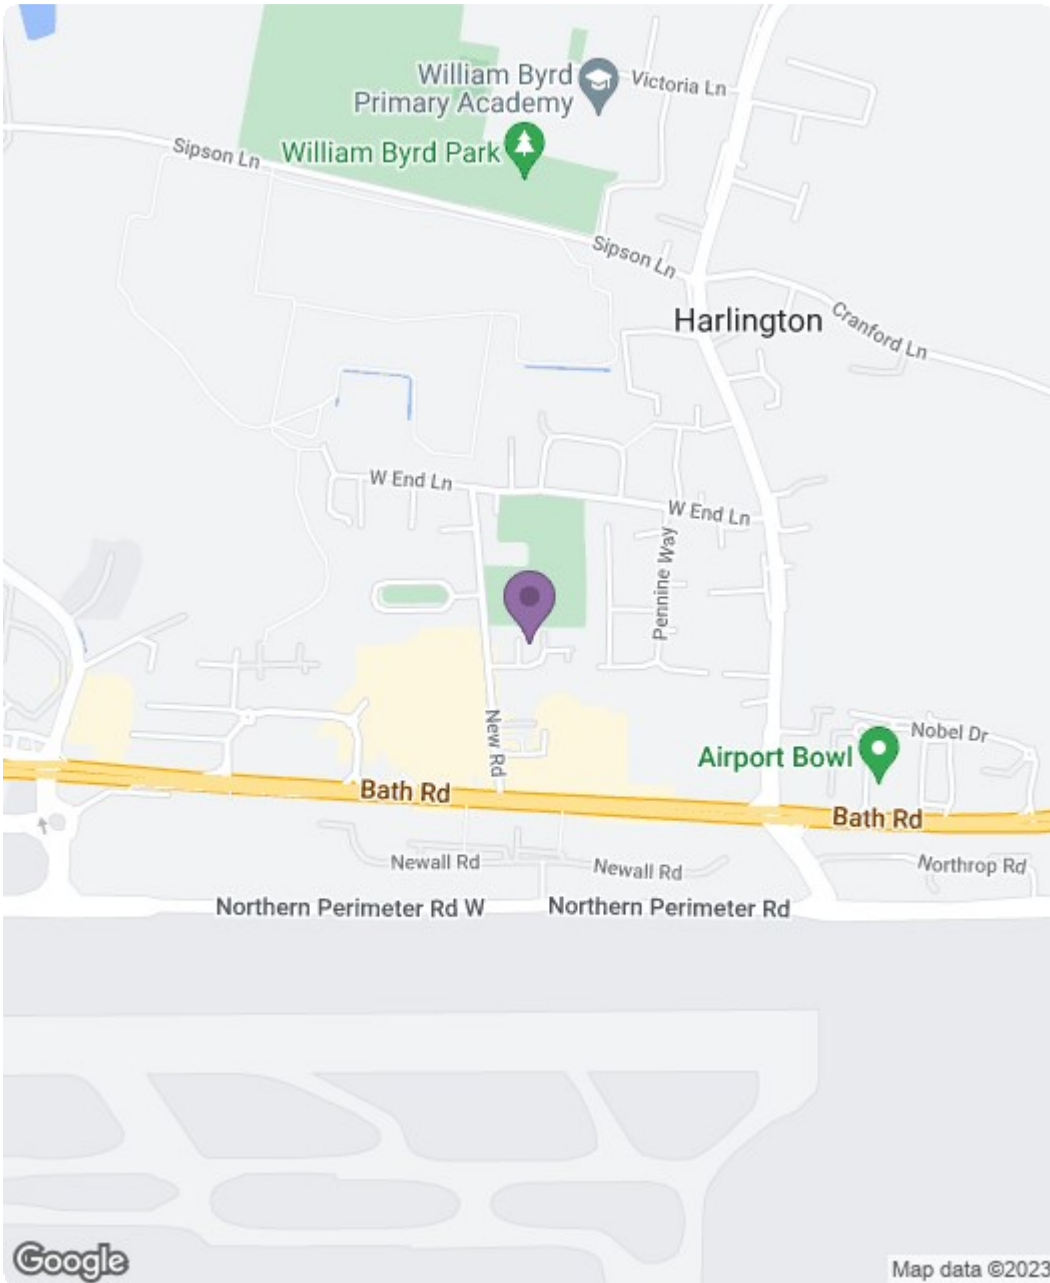 William Byrd
Primary Academy
Victoria Ln
Sipson Ln
William Byrd Park
Sipson Ln
Harlington
Cranford Ln
W End Ln
W End Ln
Pennine Way
New Rd
Nobel Dr
Airport Bowl
Bath Rd
Bath Rd
Newall Rd
Newall Rd
Northrop Rd
Northern Perimeter Rd W
Northern Perimeter Rd
Google
Map data ©2023